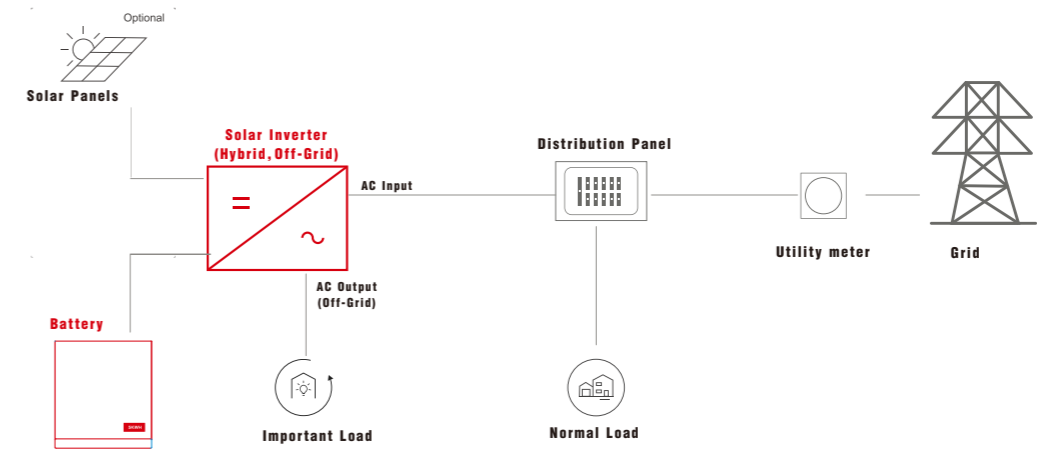 Optional
Solar Panels
Solar Inverter
(Hybrid, Off-Grid)
AC Input
Distribution Panel
Utility meter
Grid
AC Output
(Off-Grid)
Battery
Important Load
Normal Load